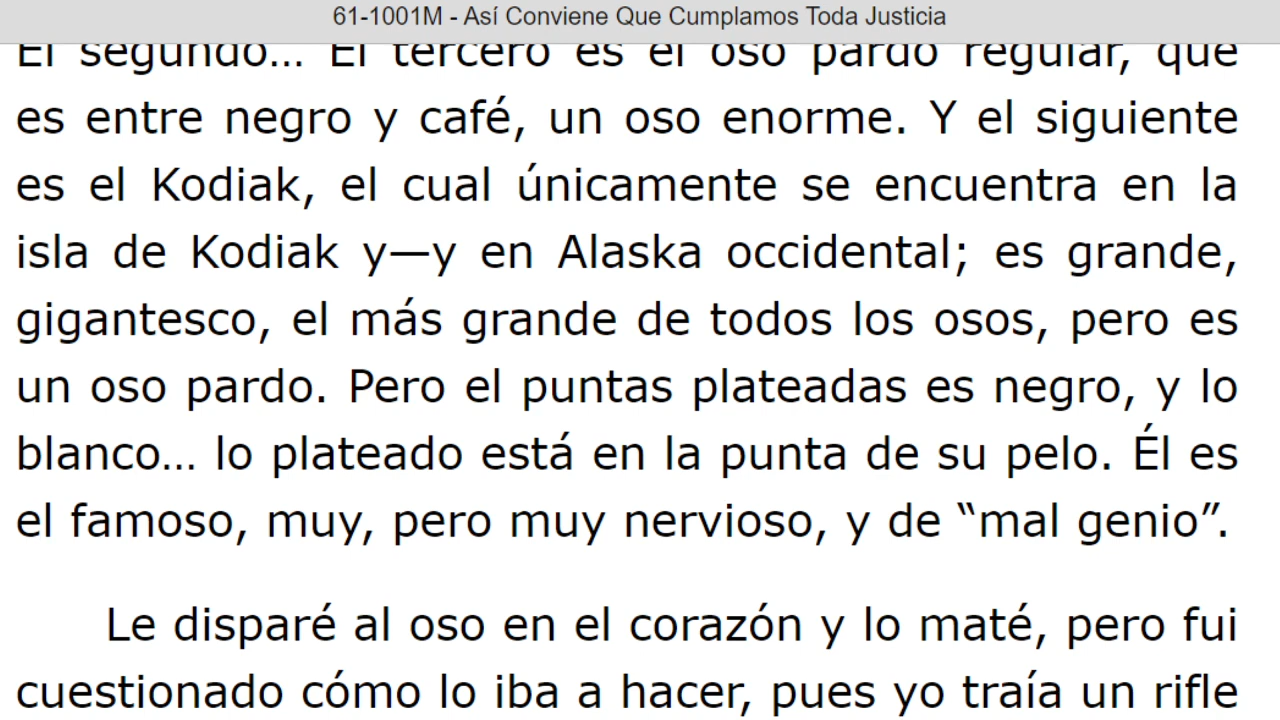 61-1001M - Así Conviene Que Cumplamos Toda Justicia
El segundo... El tercero es el oso pardo regular, que
es entre negro y café, un oso enorme. Y el siguiente
es el Kodiak, el cual únicamente se encuentra en la
isla de Kodiak y—y en Alaska occidental; es grande,
gigantesco, el más grande de todos los osos, pero es
un oso pardo. Pero el puntas plateadas es negro, y lo
blanco... lo plateado está en la punta de su pelo. Él es
el famoso, muy, pero muy nervioso, y de “mal genio”.
Le disparé al oso en el corazón y lo maté, pero fui
cuestionado cómo lo iba a hacer, pues yo traía un rifle